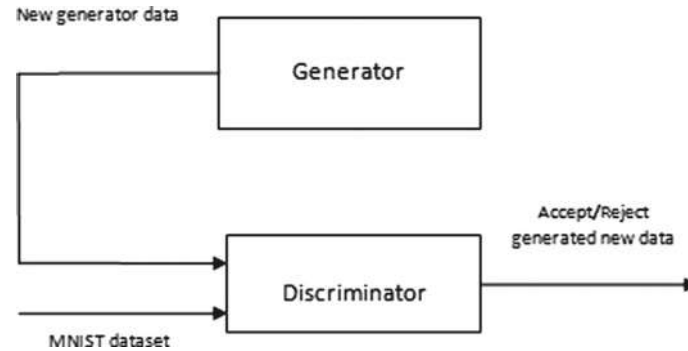 New generator data
Generator
Accept/Reject
generated new data
Discriminator
MNIST dataset